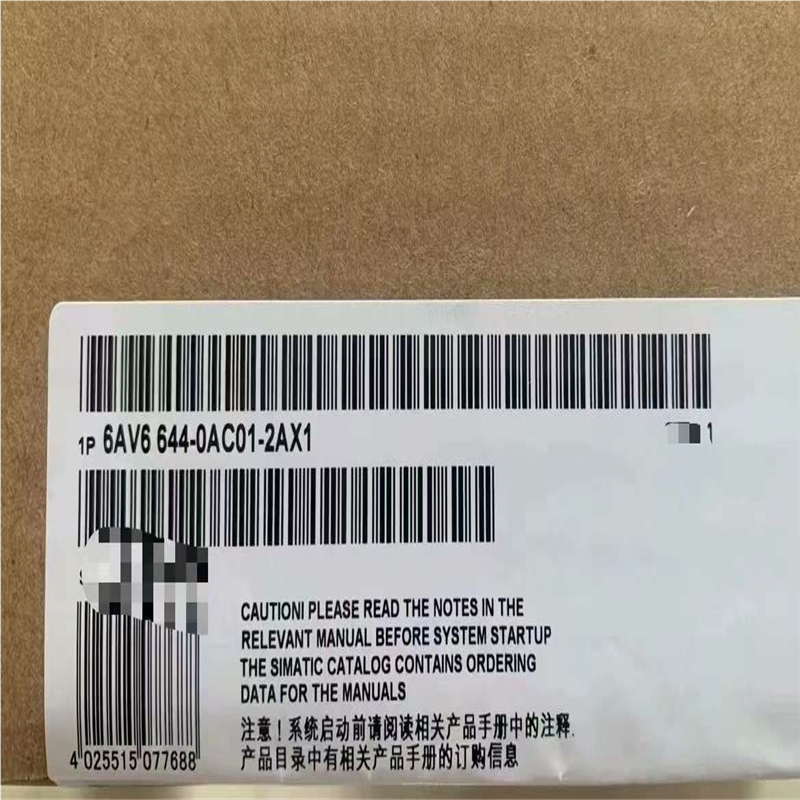 1P 6AV6 644-0AC01-2AX1
CAUTION! PLEASE READ THE NOTES IN THE
RELEVANT MANUAL BEFORE SYSTEM STARTUP
THE SIMATIC CATALOG CONTAINS ORDERING
DATA FOR THE MANUALS
注意！系统启动前请阅读相关产品手册中的注释.
产品目录中有相关产品手册的订购信息
4 025515 077688